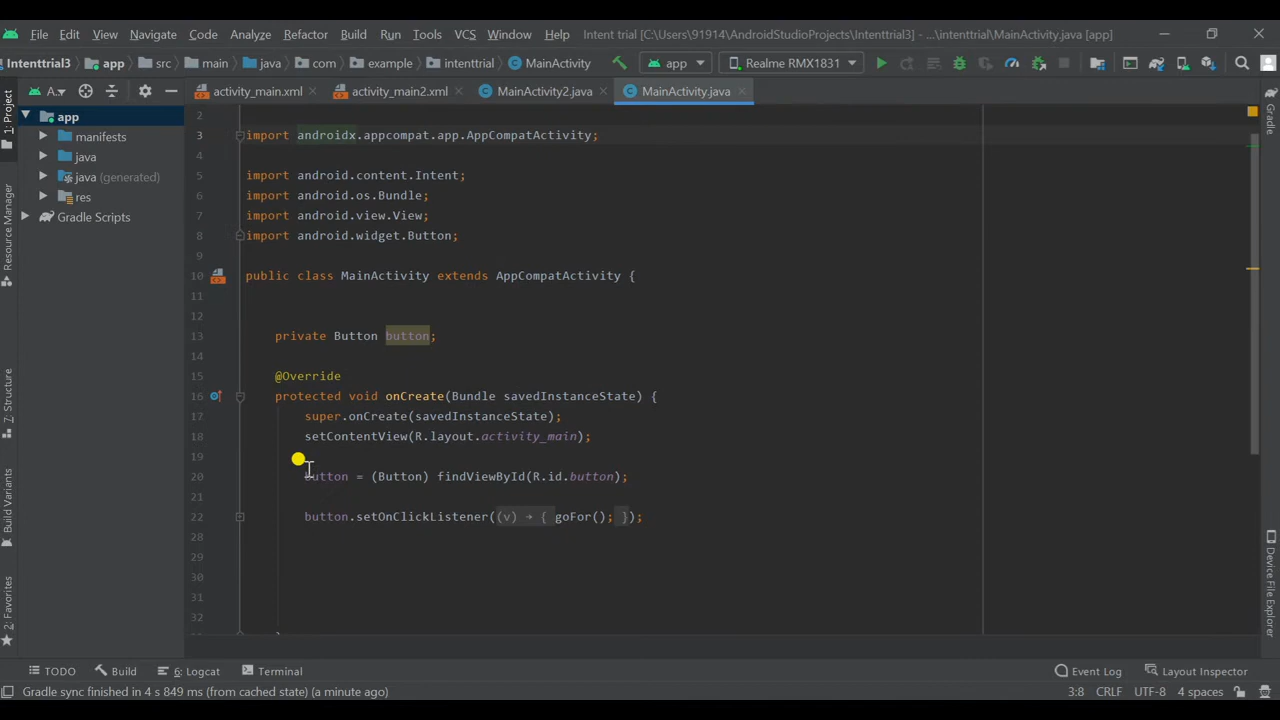 File Edit View Navigate Code Analyze Refactor Build Run Tools VCS Window Help Intent trial [C:\Users\91914\AndroidStudioProjects\Intenttrial3] - ...\intenttrial\MainActivity.java [app]
Intenttrial3 app src main java com example intenttrial MainActivity app Realme RMX1831
1: Project
Resource Manager
7: Structure
Build Variants
2: Favorites
A..
app
manifests
java
java (generated)
res
Gradle Scripts
activity_main.xml activity_main2.xml MainActivity2.java MainActivity.java
2
3 import androidx.appcompat.app.AppCompatActivity;
4
5 import android.content.Intent;
6 import android.os.Bundle;
7 import android.view.View;
8 import android.widget.Button;
9
10 public class MainActivity extends AppCompatActivity {
11
12
13 private Button button;
14
15 @Override
16 protected void onCreate(Bundle savedInstanceState) {
17 super.onCreate(savedInstanceState);
18 setContentView(R.layout.activity_main);
19
20 button = (Button) findViewById(R.id.button);
21
22 button.setOnClickListener((v) → { goFor(); });
28
29
30
31
32
}
Gradle
Device File Explorer
TODO Build 6: Logcat Terminal Event Log Layout Inspector
Gradle sync finished in 4 s 849 ms (from cached state) (a minute ago) 3:8 CRLF UTF-8 4 spaces